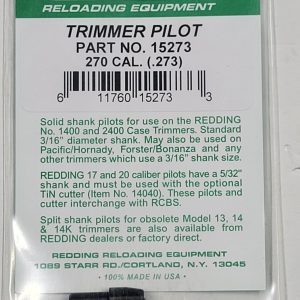 RELOADING EQUIPMENT
TRIMMER PILOT
PART NO. 15273
270 CAL. (.273)
6 11760 15273 3
Solid shank pilots for use on the REDDING
No. 1400 and 2400 Case Trimmers. Standard
3/16" diameter shank. May also be used on
Pacific/Hornady, Forster/Bonanza and any
other trimmers which use a 3/16" shank size.
REDDING 17 and 20 caliber pilots have a 5/32"
shank and must be used with the optional
TiN cutter (Item No. 14040). These pilots and
cutter interchange with RCBS.
Split shank pilots for obsolete Model 13, 14
& 14K trimmers are also available from
REDDING dealers or factory direct.
REDDING RELOADING EQUIPMENT
1089 STARR RD./CORTLAND, N.Y. 13045
• 100% MADE IN USA •